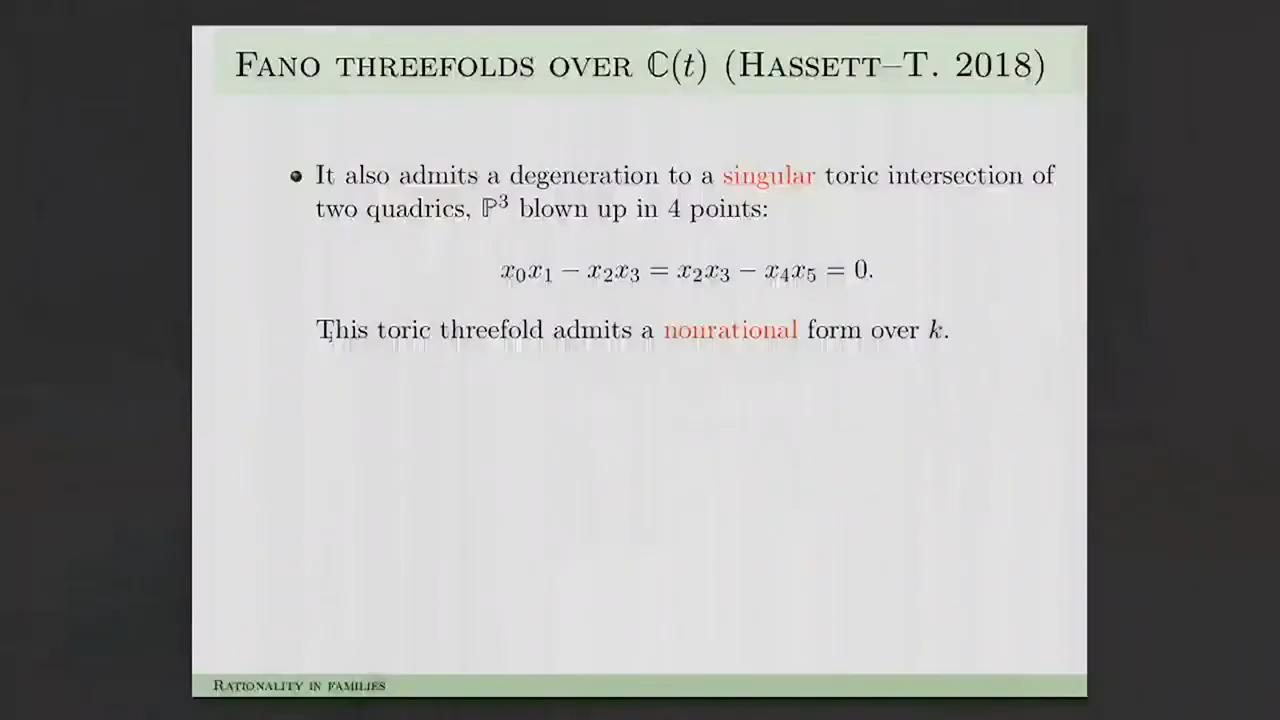 FANO THREEFOLDS OVER ℂ(t) (HASSETT–T. 2018)
• It also admits a degeneration to a singular toric intersection of
two quadrics, ℙ³ blown up in 4 points:
x₀x₁ − x₂x₃ = x₂x₃ − x₄x₅ = 0.
This toric threefold admits a nonrational form over k.
RATIONALITY IN FAMILIES